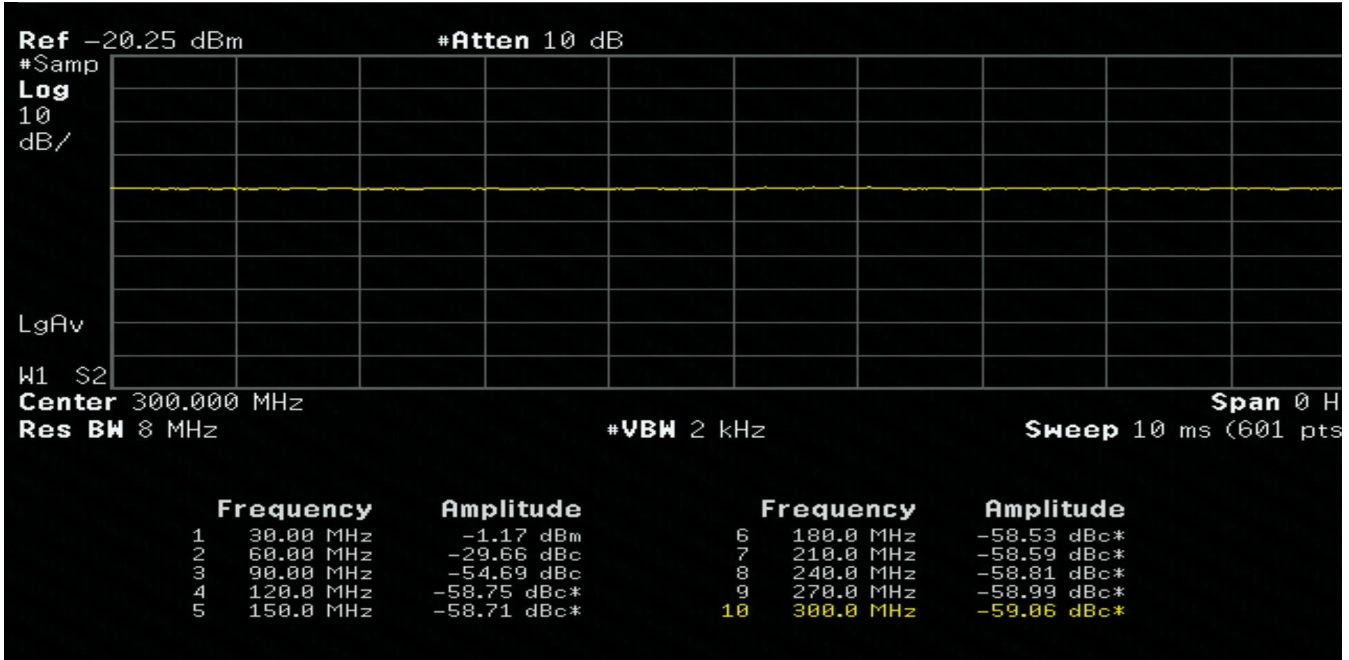 Ref −20.25 dBm #Atten 10 dB
#Samp
Log
10
dB/
LgAv
W1 S2
Center 300.000 MHz Span 0 H
Res BW 8 MHz #VBW 2 kHz Sweep 10 ms (601 pts
Frequency Amplitude Frequency Amplitude
1 30.00 MHz −1.17 dBm 6 180.0 MHz −58.53 dBc*
2 60.00 MHz −29.66 dBc 7 210.0 MHz −58.59 dBc*
3 90.00 MHz −54.69 dBc 8 240.0 MHz −58.81 dBc*
4 120.0 MHz −58.75 dBc* 9 270.0 MHz −58.99 dBc*
5 150.0 MHz −58.71 dBc* 10 300.0 MHz −59.06 dBc*